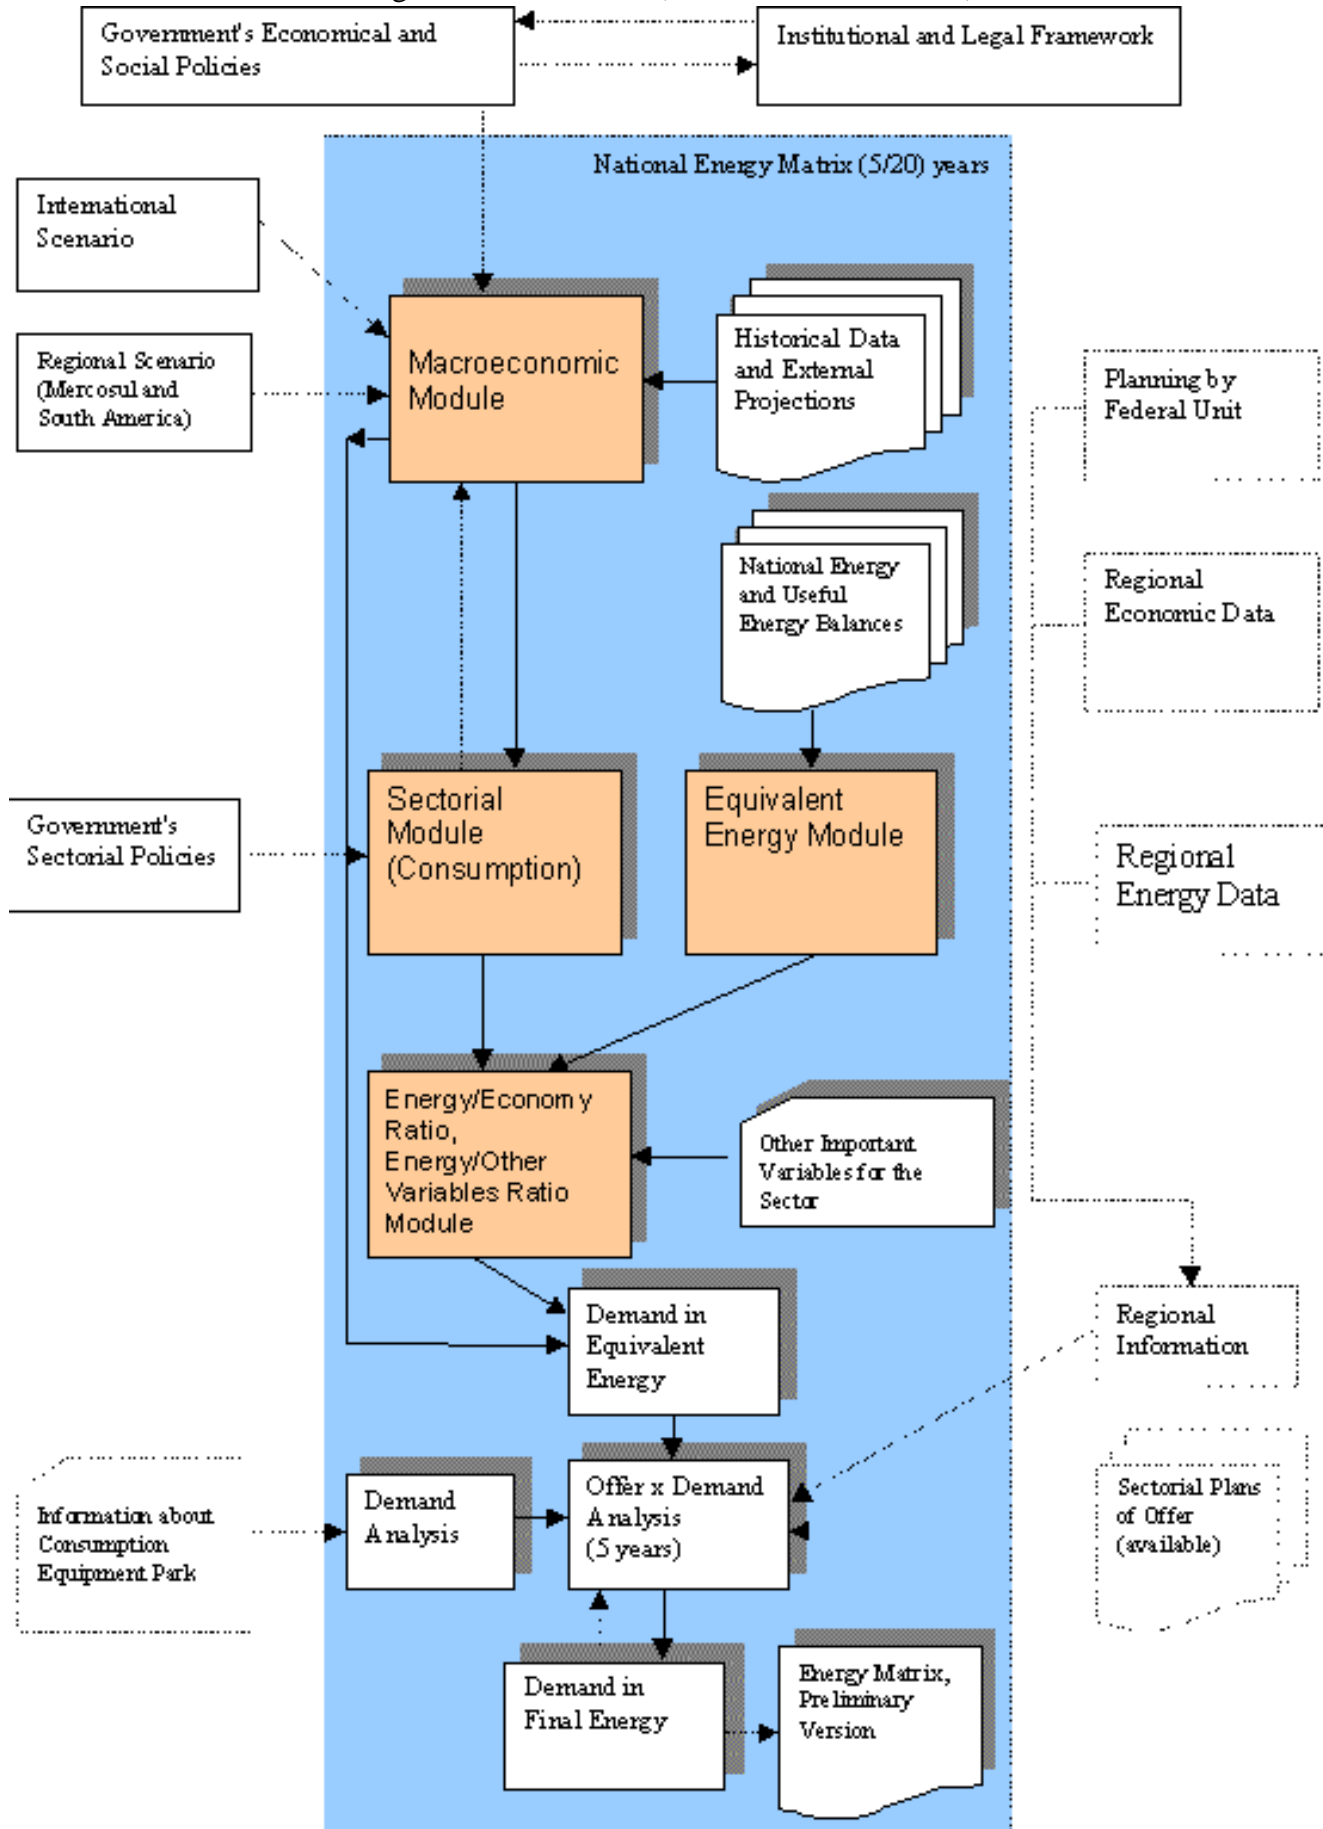 Government's Economical and
Social Policies
Institutional and Legal Framework
National Energy Matrix (5/20) years
International
Scenario
Regional Scenario
(Mercosul and
South America)
Macroeconomic
Module
Historical Data
and External
Projections
Planning by
Federal Unit
National Energy
and Useful
Energy Balances
Regional
Economic Data
Government's
Sectorial Policies
Sectorial
Module
(Consumption)
Equivalent
Energy Module
Regional
Energy Data
Energy/Economy
Ratio,
Energy/Other
Variables Ratio
Module
Other Important
Variables for the
Sector
Demand in
Equivalent
Energy
Regional
Information
Information about
Consumption
Equipment Park
Demand
Analysis
Offer x Demand
Analysis
(5 years)
Sectorial Plans
of Offer
(available)
Demand in
Final Energy
Energy Matrix,
Preliminary
Version